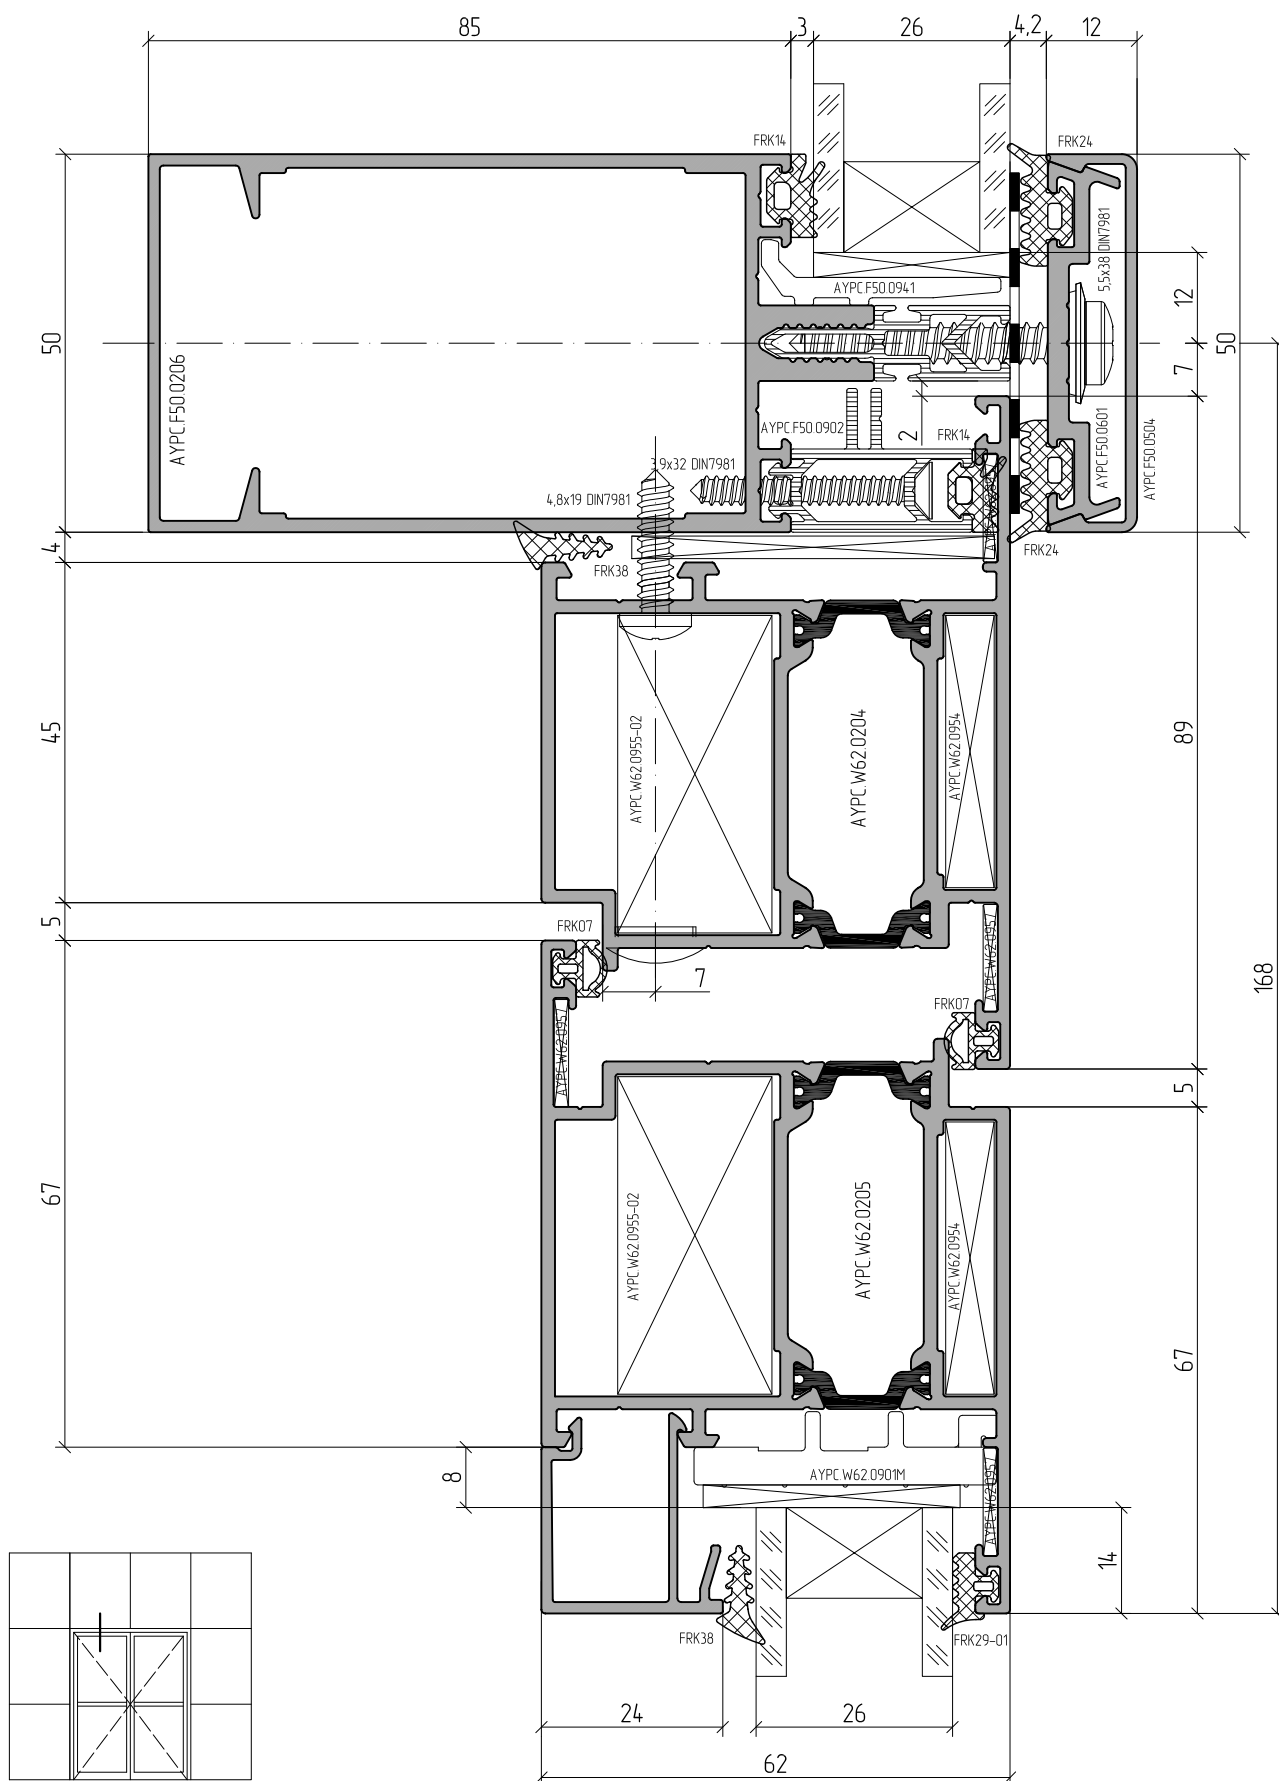 85
3
26
4,2
12
FRK14
FRK24
5,5x38 DIN7981
AYPC.F50.0941
12
50
50
7
AYPC.F50.0206
AYPC.F50.0902
2
FRK14
AYPC.F50.0601
AYPC.F50.0504
3,9x32 DIN7981
4,8x19 DIN7981
4
FRK38
FRK24
45
AYPC.W62.0955-02
AYPC.W62.0204
AYPC.W62.0954
89
5
FRK07
AYPC.W62.0957
7
168
FRK07
AYPC.W62.0957
5
67
AYPC.W62.0955-02
AYPC.W62.0205
AYPC.W62.0954
67
8
AYPC.W62.0901M
AYPC.W62.0957
14
FRK38
FRK29-01
24
26
62